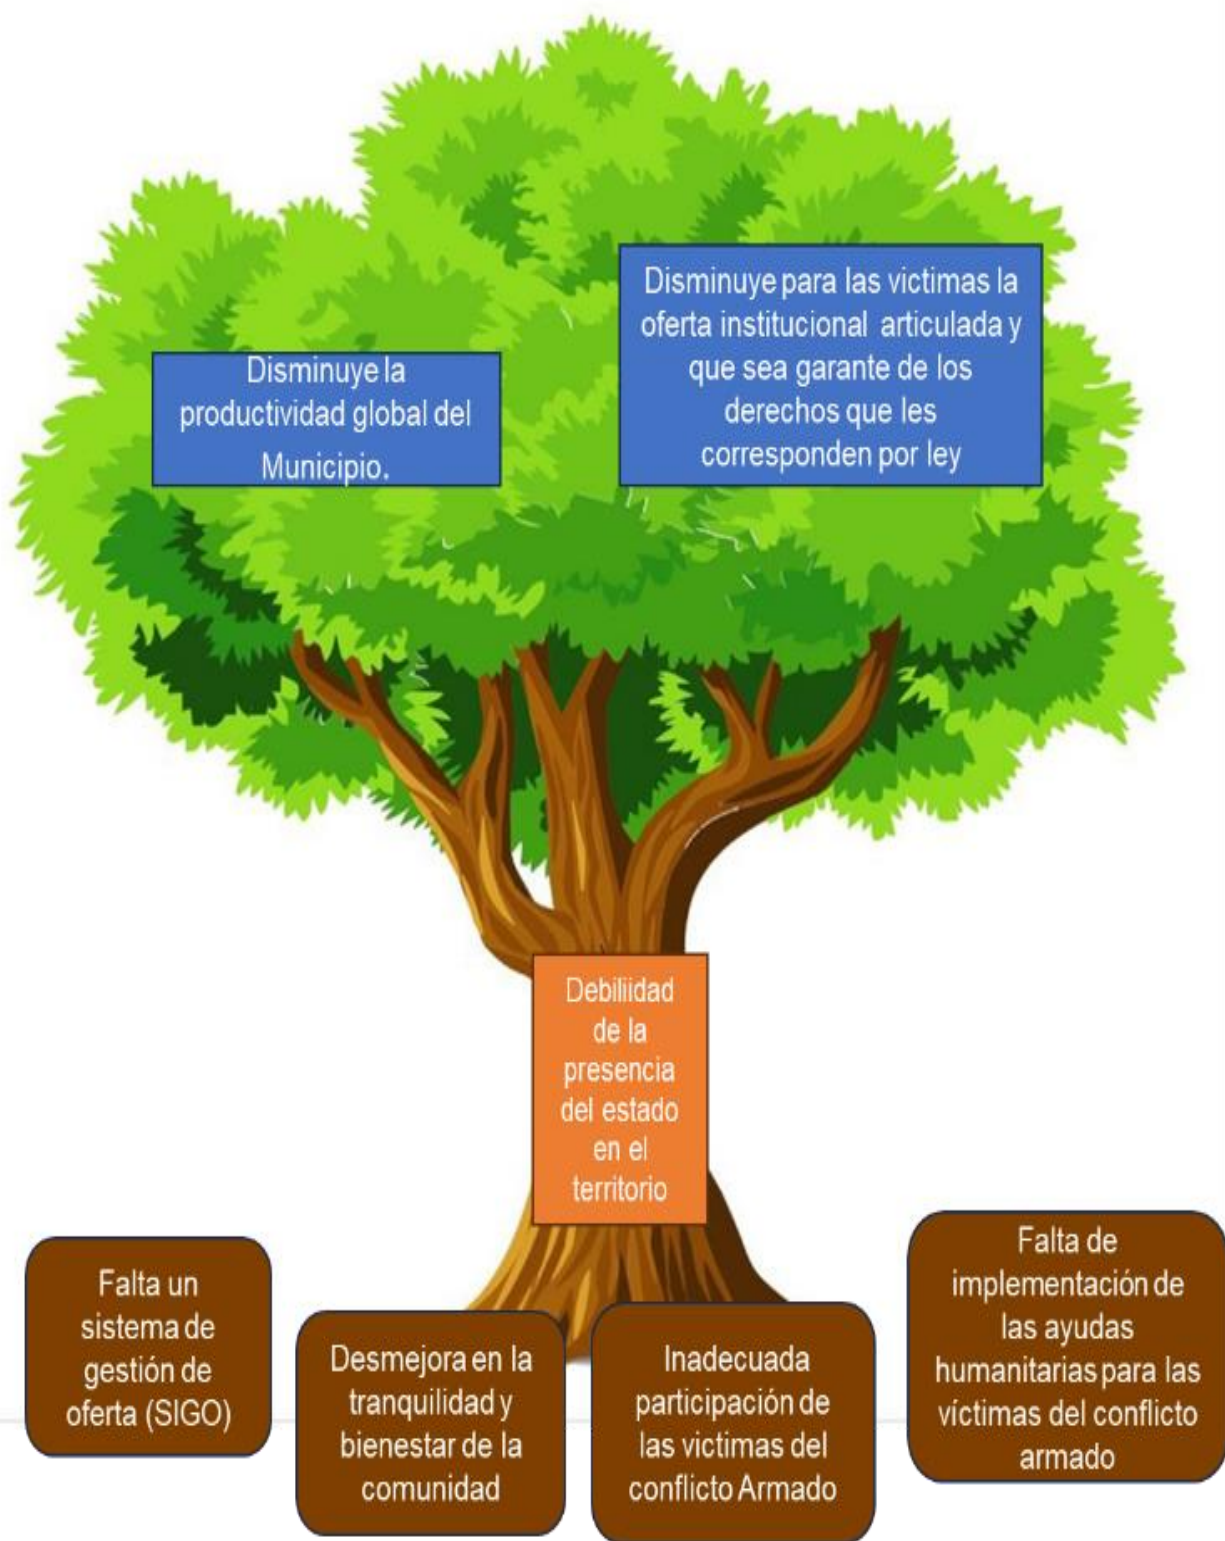 Disminuye la
productividad global del
Municipio.
Disminuye para las victimas la
oferta institucional articulada y
que sea garante de los
derechos que les
corresponden por ley
Debiliidad
de la
presencia
del estado
en el
territorio
Falta un
sistema de
gestión de
oferta (SIGO)
Desmejora en la
tranquilidad y
bienestar de la
comunidad
Inadecuada
participación de
las victimas del
conflicto Armado
Falta de
implementación de
las ayudas
humanitarias para las
víctimas del conflicto
armado